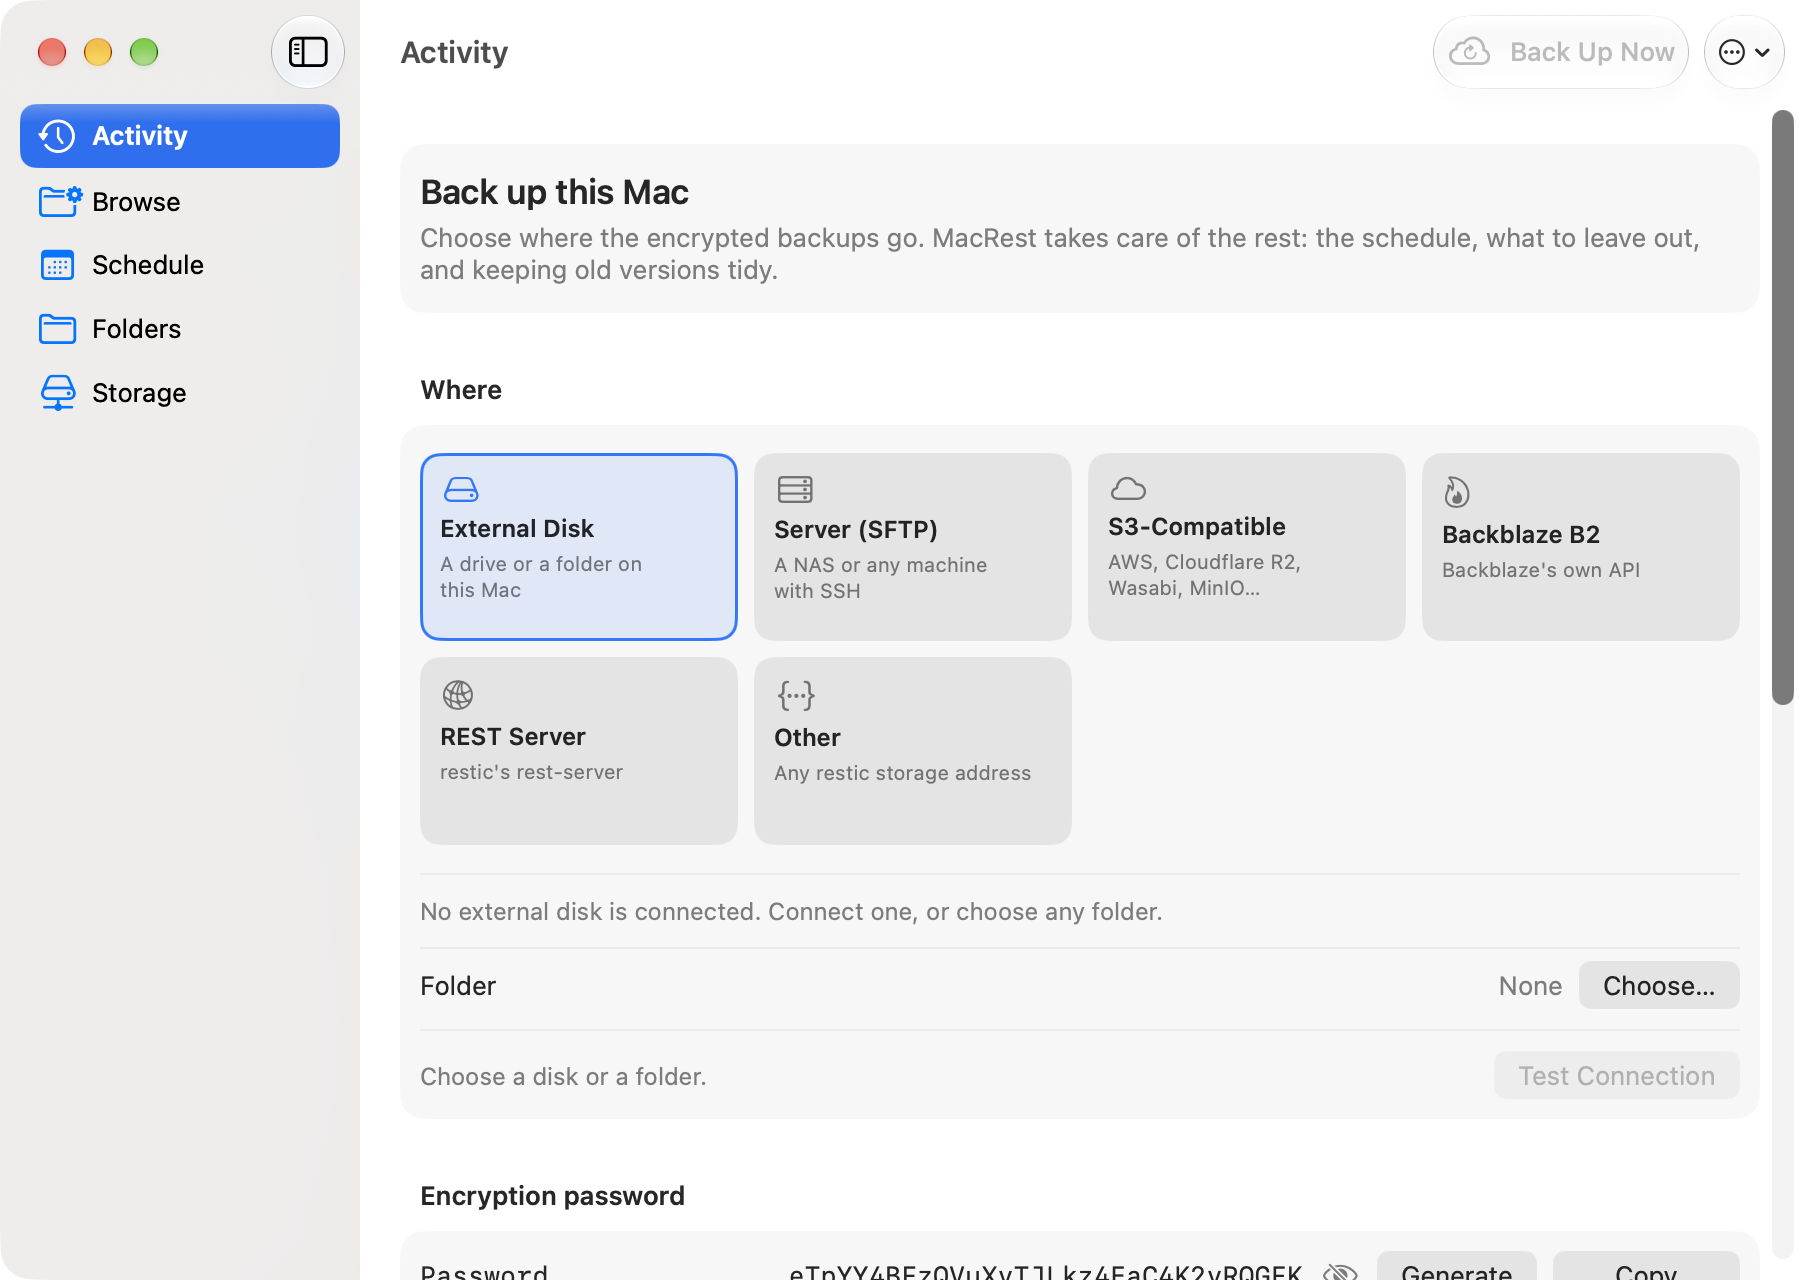 Activity
Back Up Now
Activity
Browse
Schedule
Folders
Storage
Back up this Mac
Choose where the encrypted backups go. MacRest takes care of the rest: the schedule, what to leave out,
and keeping old versions tidy.
Where
External Disk
A drive or a folder on
this Mac
Server (SFTP)
A NAS or any machine
with SSH
S3-Compatible
AWS, Cloudflare R2,
Wasabi, MinIO...
Backblaze B2
Backblaze's own API
REST Server
restic's rest-server
Other
Any restic storage address
No external disk is connected. Connect one, or choose any folder.
Folder
None
Choose...
Choose a disk or a folder.
Test Connection
Encryption password
Password
Generate
Copy